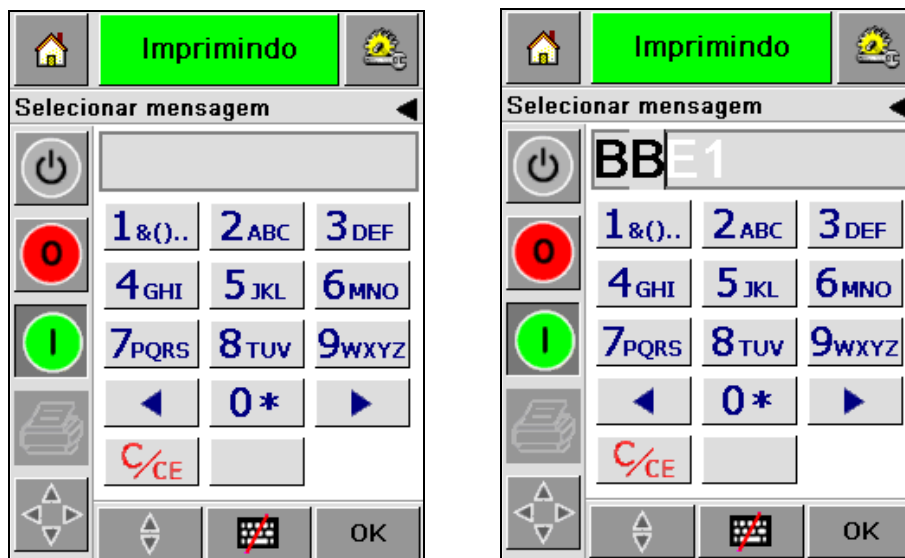 Imprimindo
Selecionar mensagem
1&()..
2ABC
3DEF
4GHI
5JKL
6MNO
7PQRS
8TUV
9WXYZ
0*
C/CE
OK
Imprimindo
Selecionar mensagem
BBE1
1&()..
2ABC
3DEF
4GHI
5JKL
6MNO
7PQRS
8TUV
9WXYZ
0*
C/CE
OK